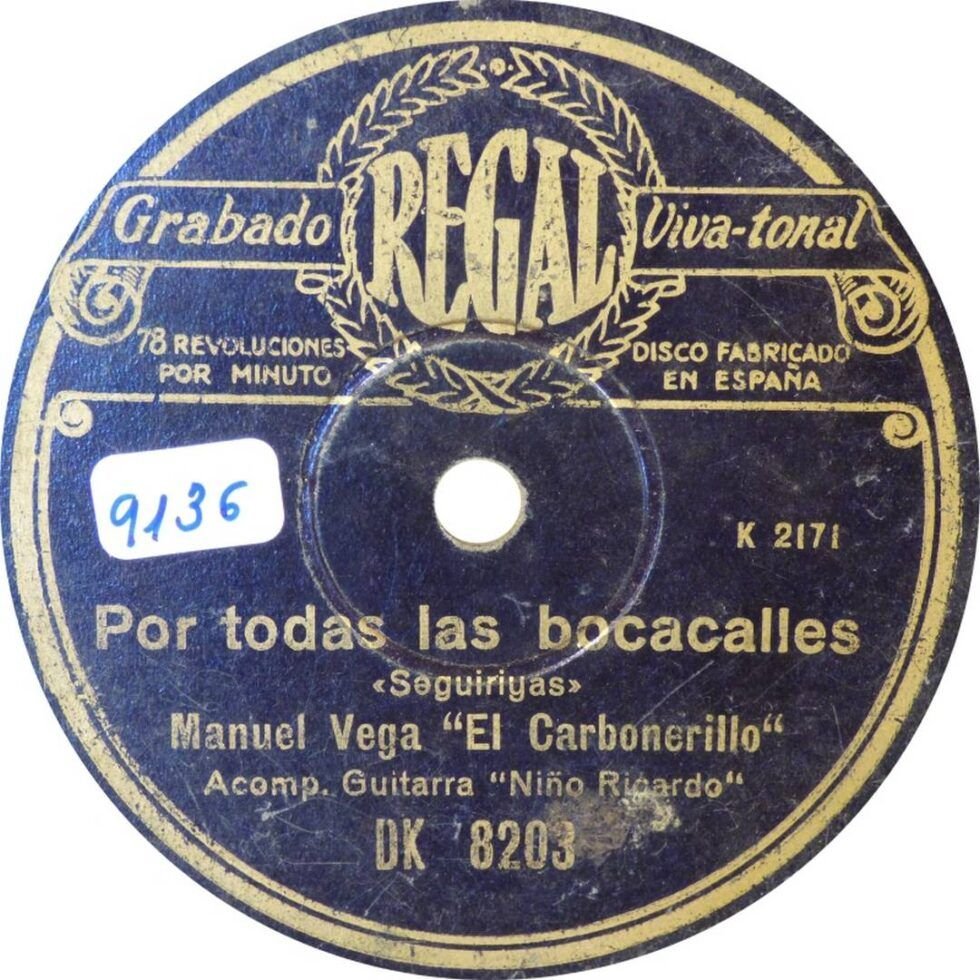 REGAL
Grabado Viva-tonal
78 REVOLUCIONES
POR MINUTO
DISCO FABRICADO
EN ESPAÑA
9136
K 2171
Por todas las bocacalles
«Seguiriyas»
Manuel Vega "El Carbonerillo"
Acomp. Guitarra "Niño Ricardo"
DK 8203